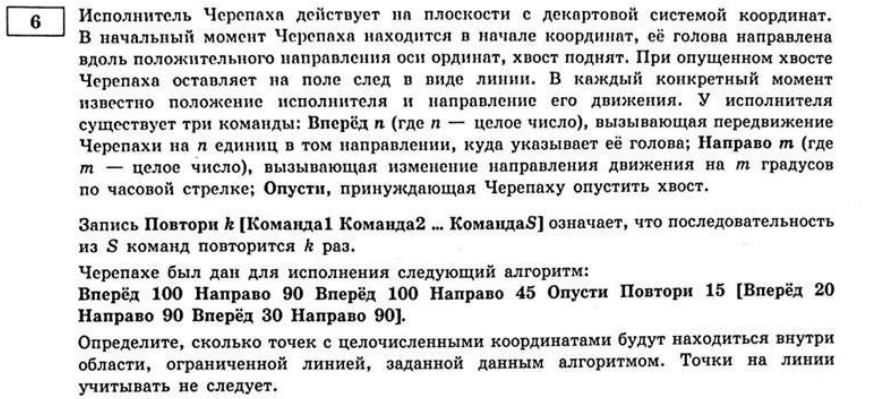 6
Исполнитель Черепаха действует на плоскости с декартовой системой координат.
В начальный момент Черепаха находится в начале координат, её голова направлена
вдоль положительного направления оси ординат, хвост поднят. При опущенном хвосте
Черепаха оставляет на поле след в виде линии. В каждый конкретный момент
известно положение исполнителя и направление его движения. У исполнителя
существует три команды: Вперёд n (где n — целое число), вызывающая передвижение
Черепахи на n единиц в том направлении, куда указывает её голова; Направо m (где
m — целое число), вызывающая изменение направления движения на m градусов
по часовой стрелке; Опусти, принуждающая Черепаху опустить хвост.
Запись Повтори k [Команда1 Команда2 ... КомандаS] означает, что последовательность
из S команд повторится k раз.
Черепахе был дан для исполнения следующий алгоритм:
Вперёд 100 Направо 90 Вперёд 100 Направо 45 Опусти Повтори 15 [Вперёд 20
Направо 90 Вперёд 30 Направо 90].
Определите, сколько точек с целочисленными координатами будут находиться внутри
области, ограниченной линией, заданной данным алгоритмом. Точки на линии
учитывать не следует.